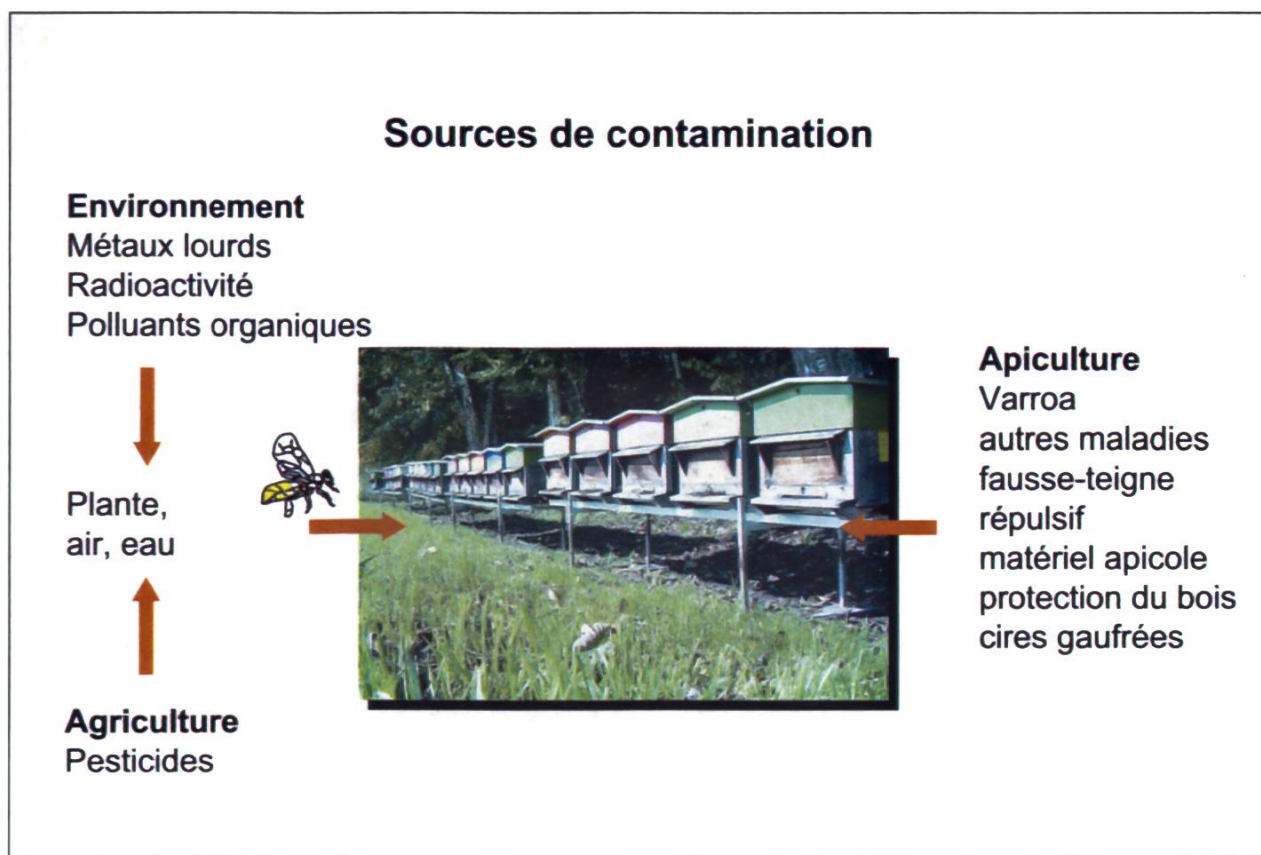 Sources de contamination
Environnement
Métaux lourds
Radioactivité
Polluants organiques
Plante,
air, eau
Agriculture
Pesticides
Apiculture
Varroa
autres maladies
fausse-teigne
répulsif
matériel apicole
protection du bois
cires gaufrées